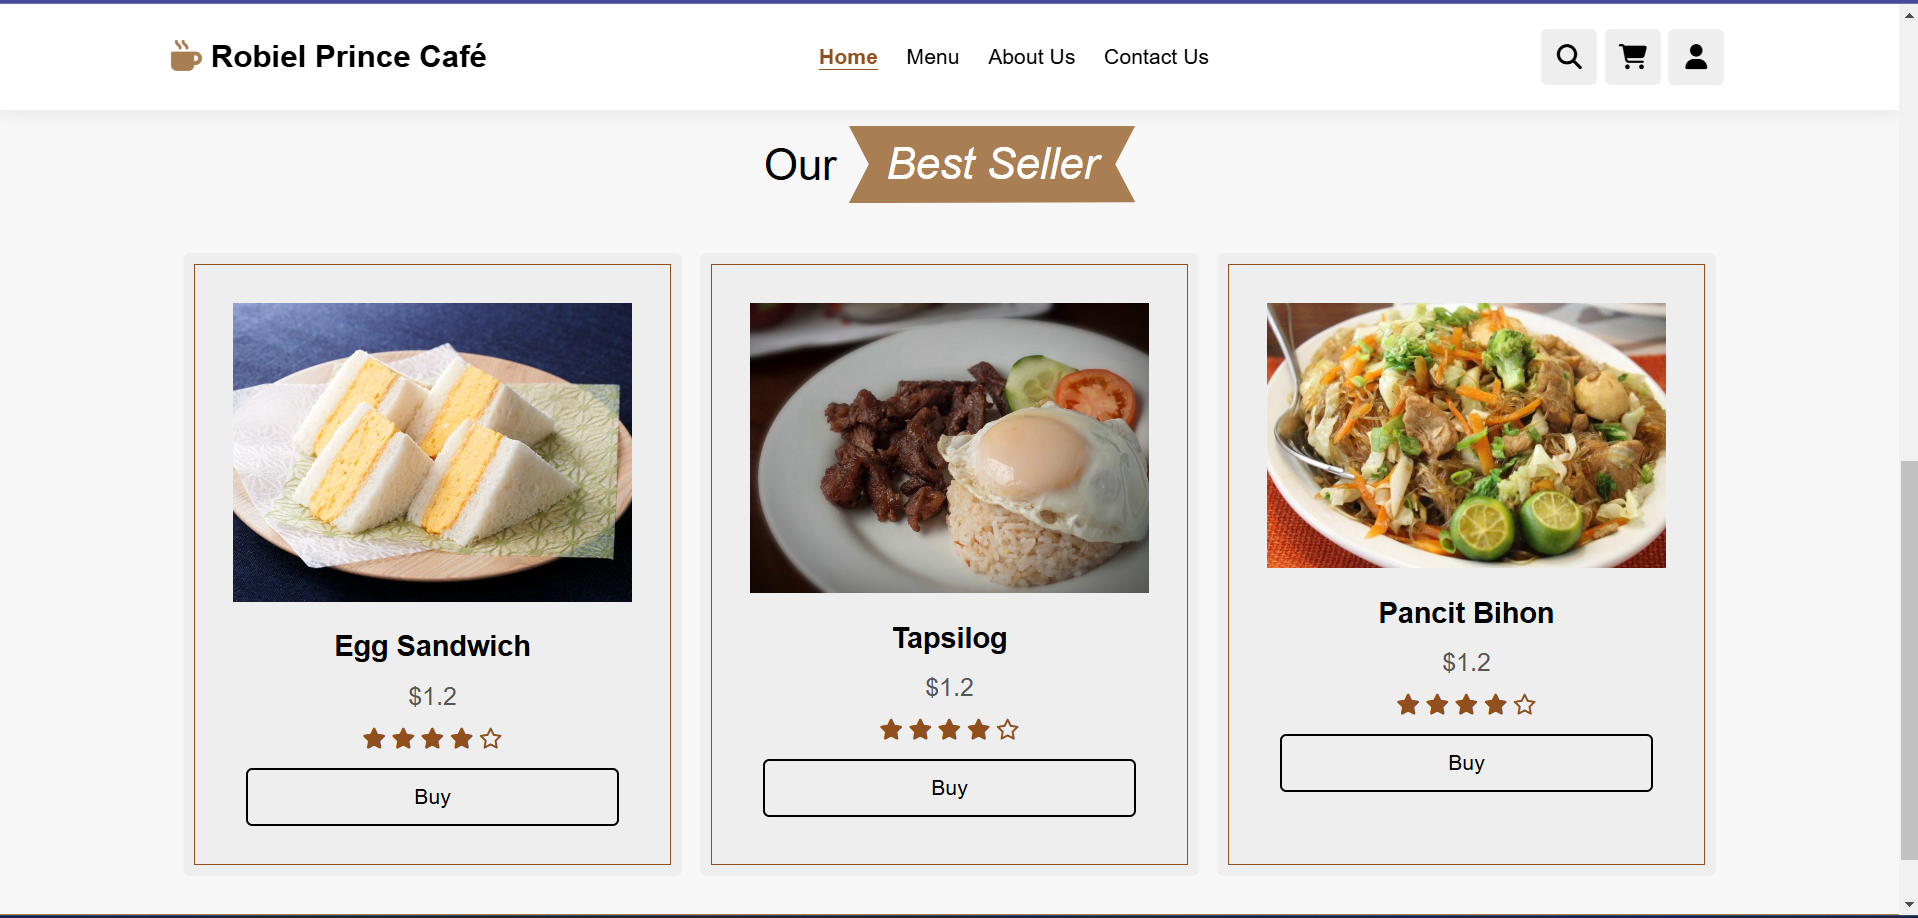 Robiel Prince Café
Home Menu About Us Contact Us
Our Best Seller
Egg Sandwich
$1.2
Buy
Tapsilog
$1.2
Buy
Pancit Bihon
$1.2
Buy